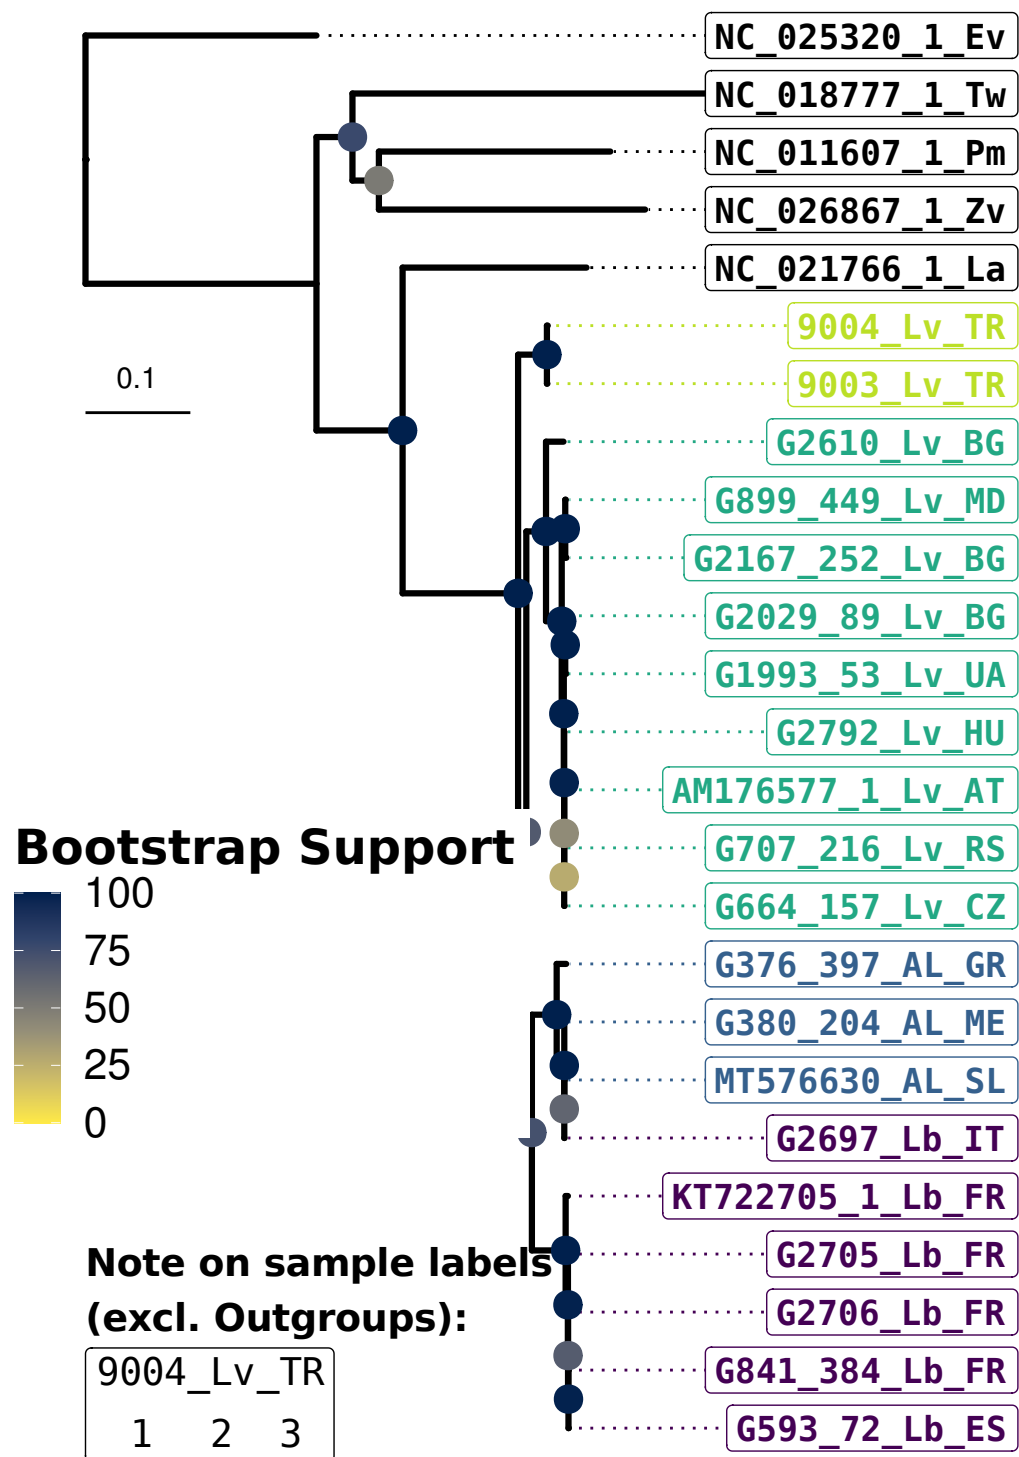 NC_025320_1_Ev
NC_018777_1_Tw
NC_011607_1_Pm
NC_026867_1_Zv
NC_021766_1_La
9004_Lv_TR
0.1
9003_Lv_TR
G2610_Lv_BG
G899_449_Lv_MD
G2167_252_Lv_BG
G2029_89_Lv_BG
G1993_53_Lv_UA
G2792_Lv_HU
AM176577_1_Lv_AT
G707_216_Lv_RS
G664_157_Lv_CZ
Bootstrap Support
100
75
50
25
0
G376_397_AL_GR
G380_204_AL_ME
MT576630_AL_SL
G2697_Lb_IT
KT722705_1_Lb_FR
G2705_Lb_FR
G2706_Lb_FR
G841_384_Lb_FR
G593_72_Lb_ES
Note on sample labels
(excl. Outgroups):
9004_Lv_TR
1 2 3